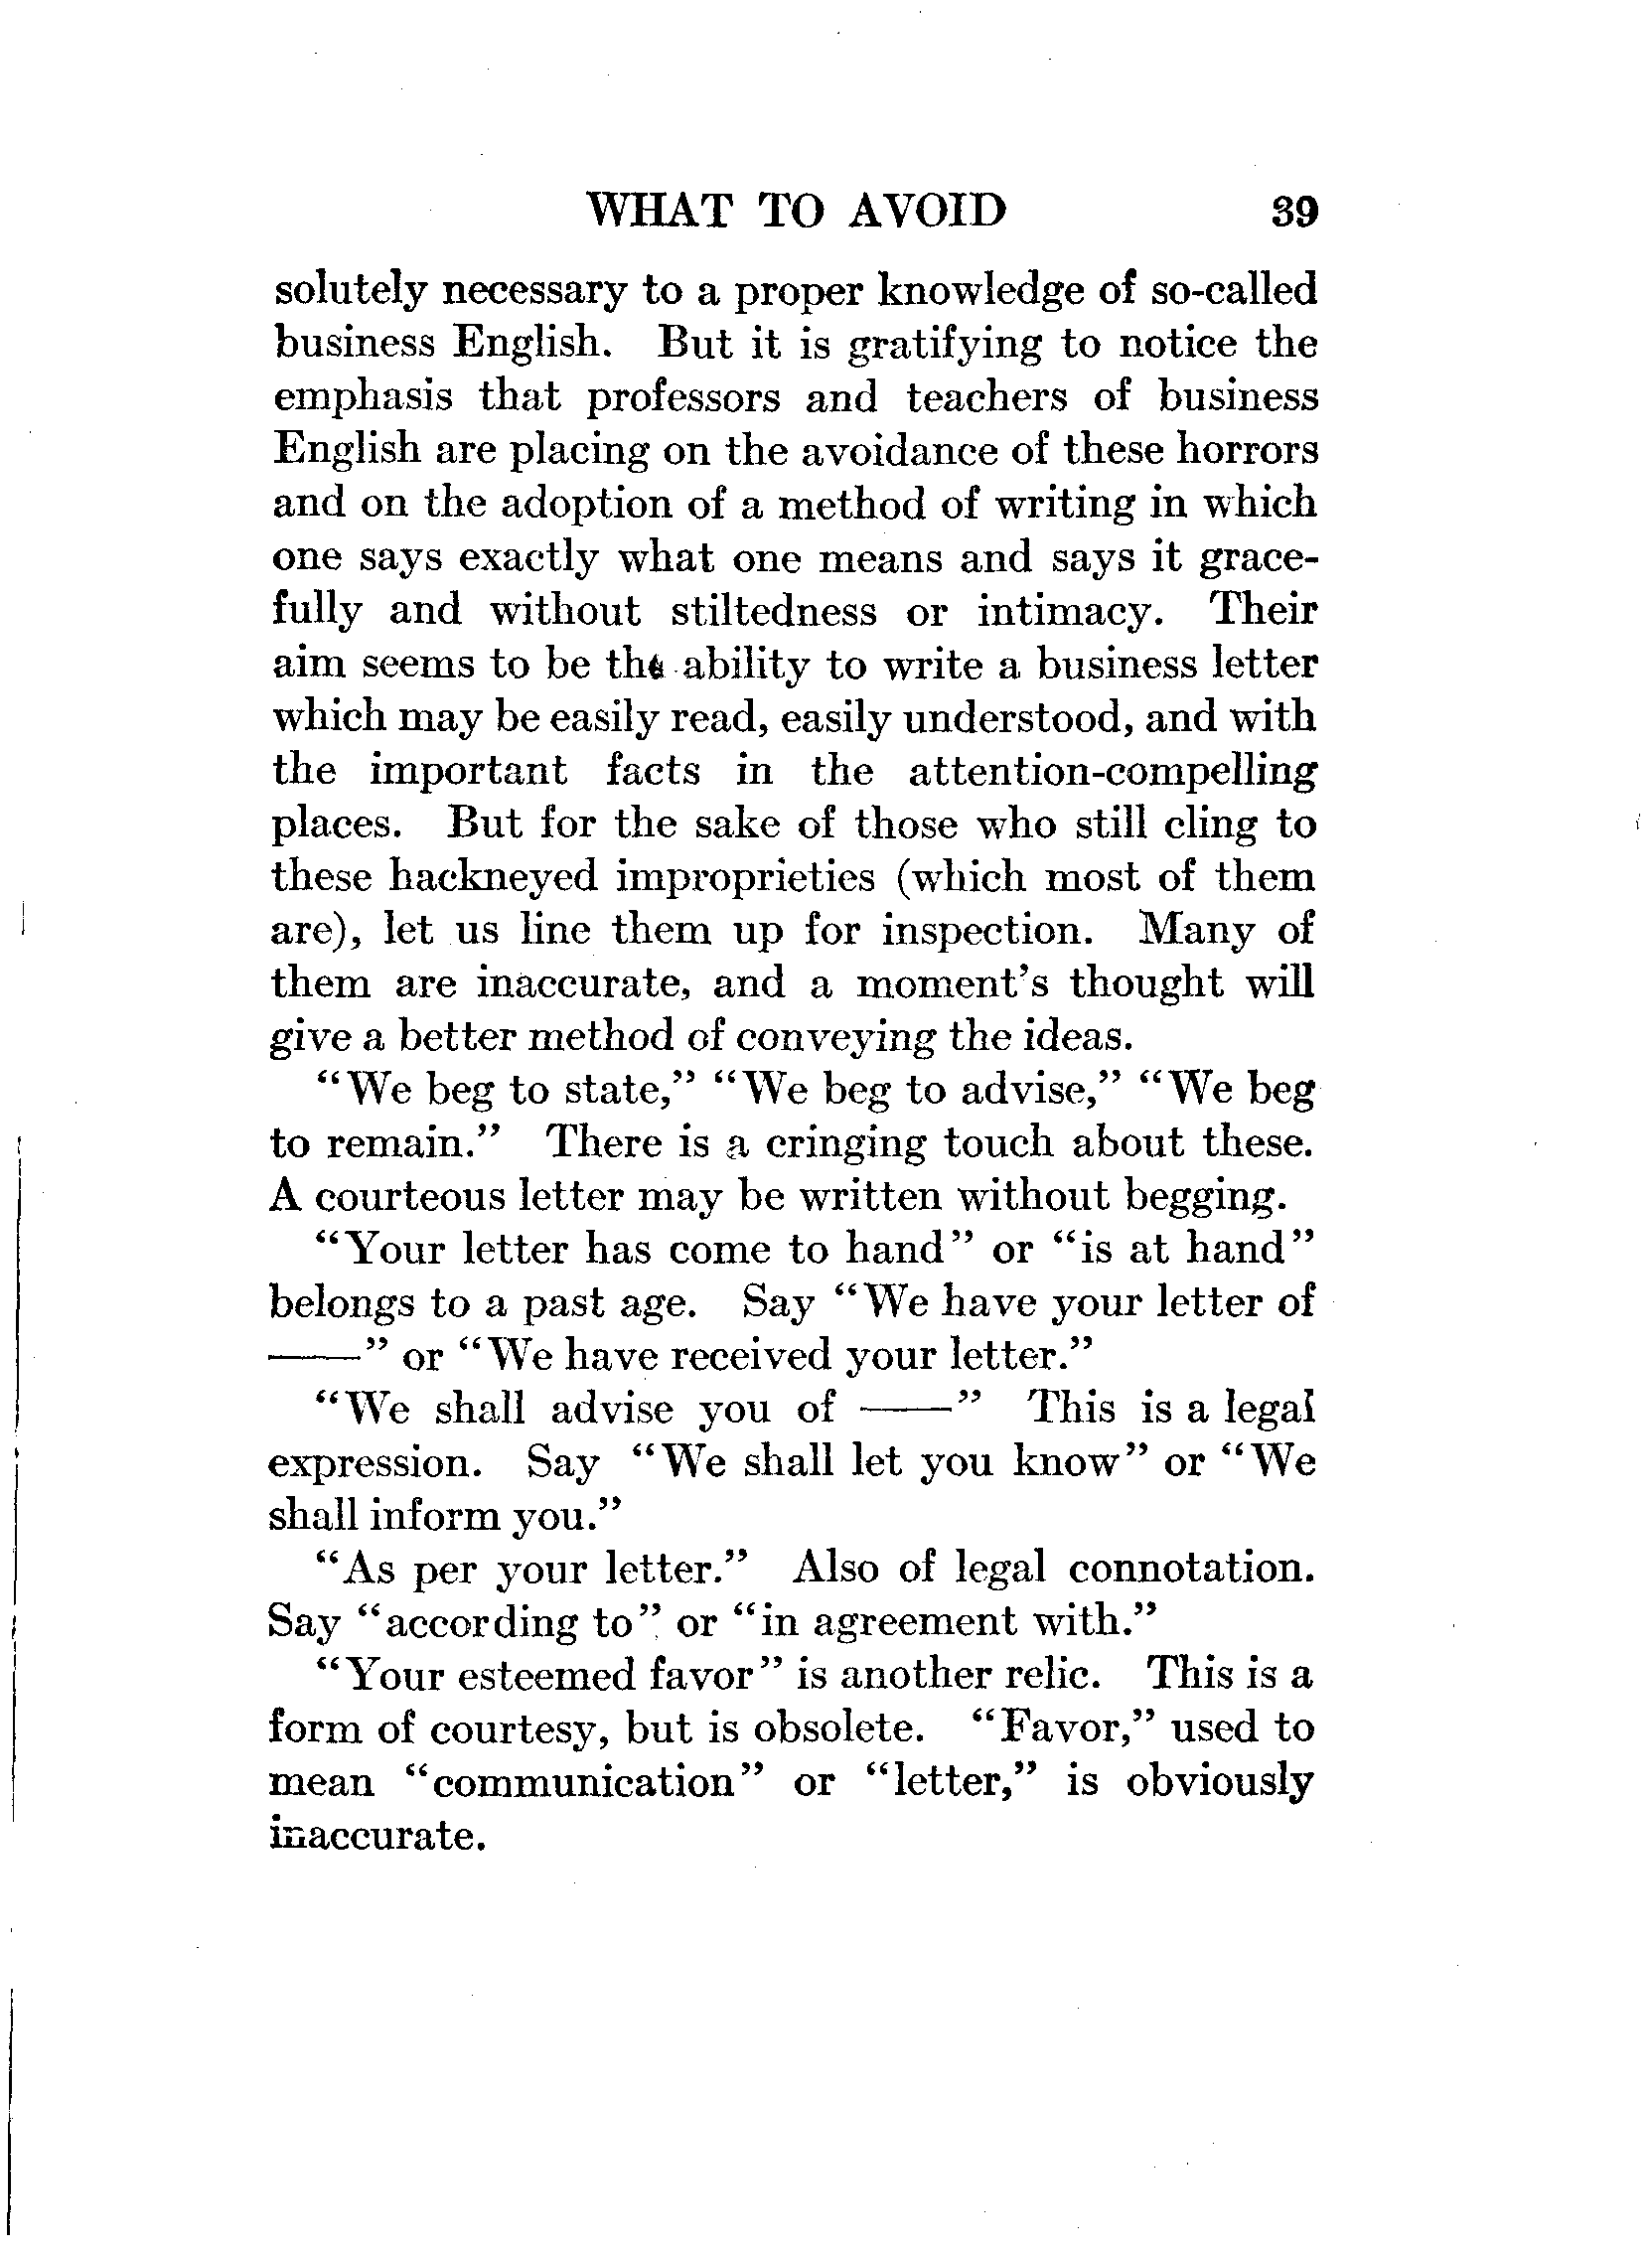 WHAT TO AVOID 39
solutely necessary to a proper knowledge of so-called
business English. But it is gratifying to notice the
emphasis that professors and teachers of business
English are placing on the avoidance of these horrors
and on the adoption of a method of writing in which
one says exactly what one means and says it grace-
fully and without stiltedness or intimacy. Their
aim seems to be the ability to write a business letter
which may be easily read, easily understood, and with
the important facts in the attention-compelling
places. But for the sake of those who still cling to
these hackneyed improprieties (which most of them
are), let us line them up for inspection. Many of
them are inaccurate, and a moment's thought will
give a better method of conveying the ideas.
"We beg to state," "We beg to advise," "We beg
to remain." There is a cringing touch about these.
A courteous letter may be written without begging.
"Your letter has come to hand" or "is at hand"
belongs to a past age. Say "We have your letter of
——" or "We have received your letter."
"We shall advise you of ——" This is a legal
expression. Say "We shall let you know" or "We
shall inform you."
"As per your letter." Also of legal connotation.
Say "according to" or "in agreement with."
"Your esteemed favor" is another relic. This is a
form of courtesy, but is obsolete. "Favor," used to
mean "communication" or "letter," is obviously
inaccurate.